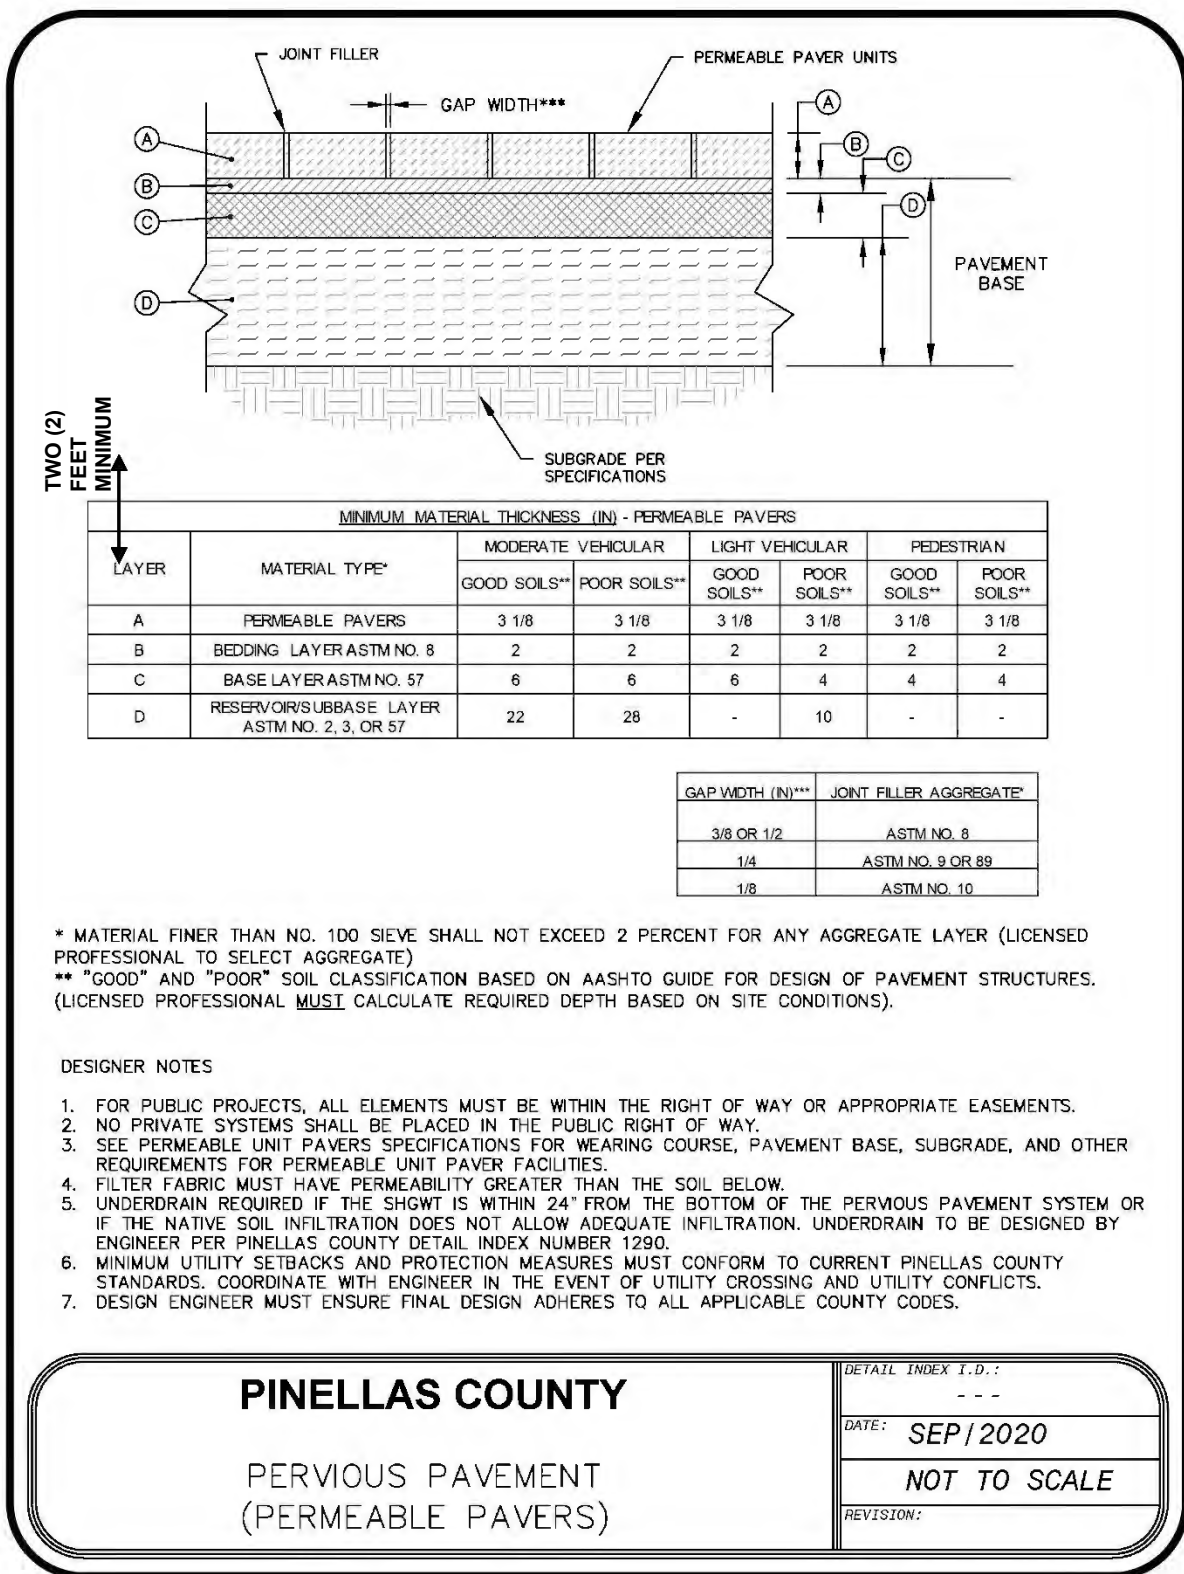 JOINT FILLER
PERMEABLE PAVER UNITS
GAP WIDTH***
A
B
C
D
A
B
C
D
PAVEMENT
BASE
TWO (2)
FEET
MINIMUM
SUBGRADE PER
SPECIFICATIONS
MINIMUM MATERIAL THICKNESS (IN) - PERMEABLE PAVERS
LAYER MATERIAL TYPE* MODERATE VEHICULAR LIGHT VEHICULAR PEDESTRIAN
GOOD SOILS** POOR SOILS** GOOD SOILS** POOR SOILS** GOOD SOILS** POOR SOILS**
A PERMEABLE PAVERS 3 1/8 3 1/8 3 1/8 3 1/8 3 1/8 3 1/8
B BEDDING LAYER ASTM NO. 8 2 2 2 2 2 2
C BASE LAYER ASTM NO. 57 6 6 6 4 4 4
D RESERVOIR/SUBBASE LAYER ASTM NO. 2, 3, OR 57 22 28 - 10 - -
GAP WIDTH (IN)*** JOINT FILLER AGGREGATE*
3/8 OR 1/2 ASTM NO. 8
1/4 ASTM NO. 9 OR 89
1/8 ASTM NO. 10
* MATERIAL FINER THAN NO. 100 SIEVE SHALL NOT EXCEED 2 PERCENT FOR ANY AGGREGATE LAYER (LICENSED
PROFESSIONAL TO SELECT AGGREGATE)
** "GOOD" AND "POOR" SOIL CLASSIFICATION BASED ON AASHTO GUIDE FOR DESIGN OF PAVEMENT STRUCTURES.
(LICENSED PROFESSIONAL MUST CALCULATE REQUIRED DEPTH BASED ON SITE CONDITIONS).
DESIGNER NOTES
1. FOR PUBLIC PROJECTS, ALL ELEMENTS MUST BE WITHIN THE RIGHT OF WAY OR APPROPRIATE EASEMENTS.
2. NO PRIVATE SYSTEMS SHALL BE PLACED IN THE PUBLIC RIGHT OF WAY.
3. SEE PERMEABLE UNIT PAVERS SPECIFICATIONS FOR WEARING COURSE, PAVEMENT BASE, SUBGRADE, AND OTHER
REQUIREMENTS FOR PERMEABLE UNIT PAVER FACILITIES.
4. FILTER FABRIC MUST HAVE PERMEABILITY GREATER THAN THE SOIL BELOW.
5. UNDERDRAIN REQUIRED IF THE SHGWT IS WITHIN 24" FROM THE BOTTOM OF THE PERVIOUS PAVEMENT SYSTEM OR
IF THE NATIVE SOIL INFILTRATION DOES NOT ALLOW ADEQUATE INFILTRATION. UNDERDRAIN TO BE DESIGNED BY
ENGINEER PER PINELLAS COUNTY DETAIL INDEX NUMBER 1290.
6. MINIMUM UTILITY SETBACKS AND PROTECTION MEASURES MUST CONFORM TO CURRENT PINELLAS COUNTY
STANDARDS. COORDINATE WITH ENGINEER IN THE EVENT OF UTILITY CROSSING AND UTILITY CONFLICTS.
7. DESIGN ENGINEER MUST ENSURE FINAL DESIGN ADHERES TO ALL APPLICABLE COUNTY CODES.
PINELLAS COUNTY
PERVIOUS PAVEMENT
(PERMEABLE PAVERS)
DETAIL INDEX I.D.:
- - -
DATE: SEP/2020
NOT TO SCALE
REVISION: